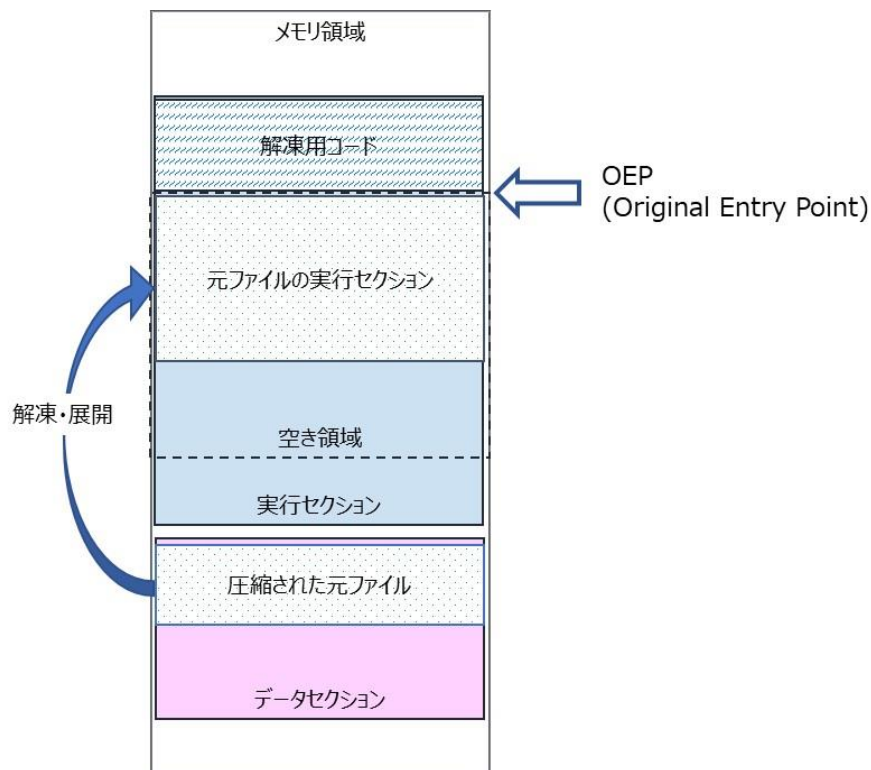 メモリ領域
解凍用コード
OEP
(Original Entry Point)
元ファイルの実行セクション
解凍・展開
空き領域
実行セクション
圧縮された元ファイル
データセクション